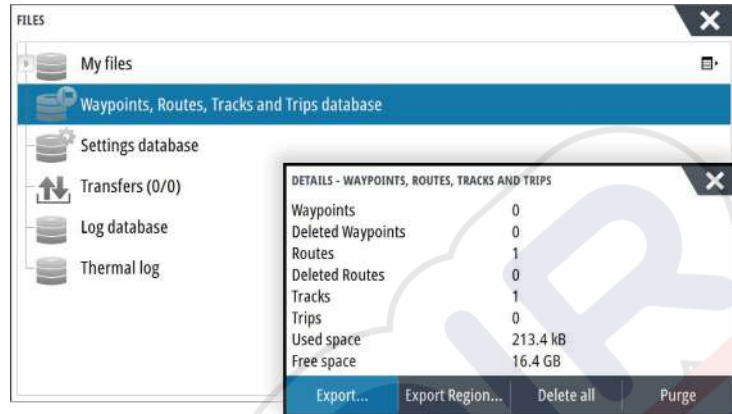 FILES
My files
Waypoints, Routes, Tracks and Trips database
Settings database
Transfers (0/0)
Log database
Thermal log
DETAILS - WAYPOINTS, ROUTES, TRACKS AND TRIPS
Waypoints 0
Deleted Waypoints 0
Routes 1
Deleted Routes 0
Tracks 1
Trips 0
Used space 213.4 kB
Free space 16.4 GB
Export... Export Region... Delete all Purge